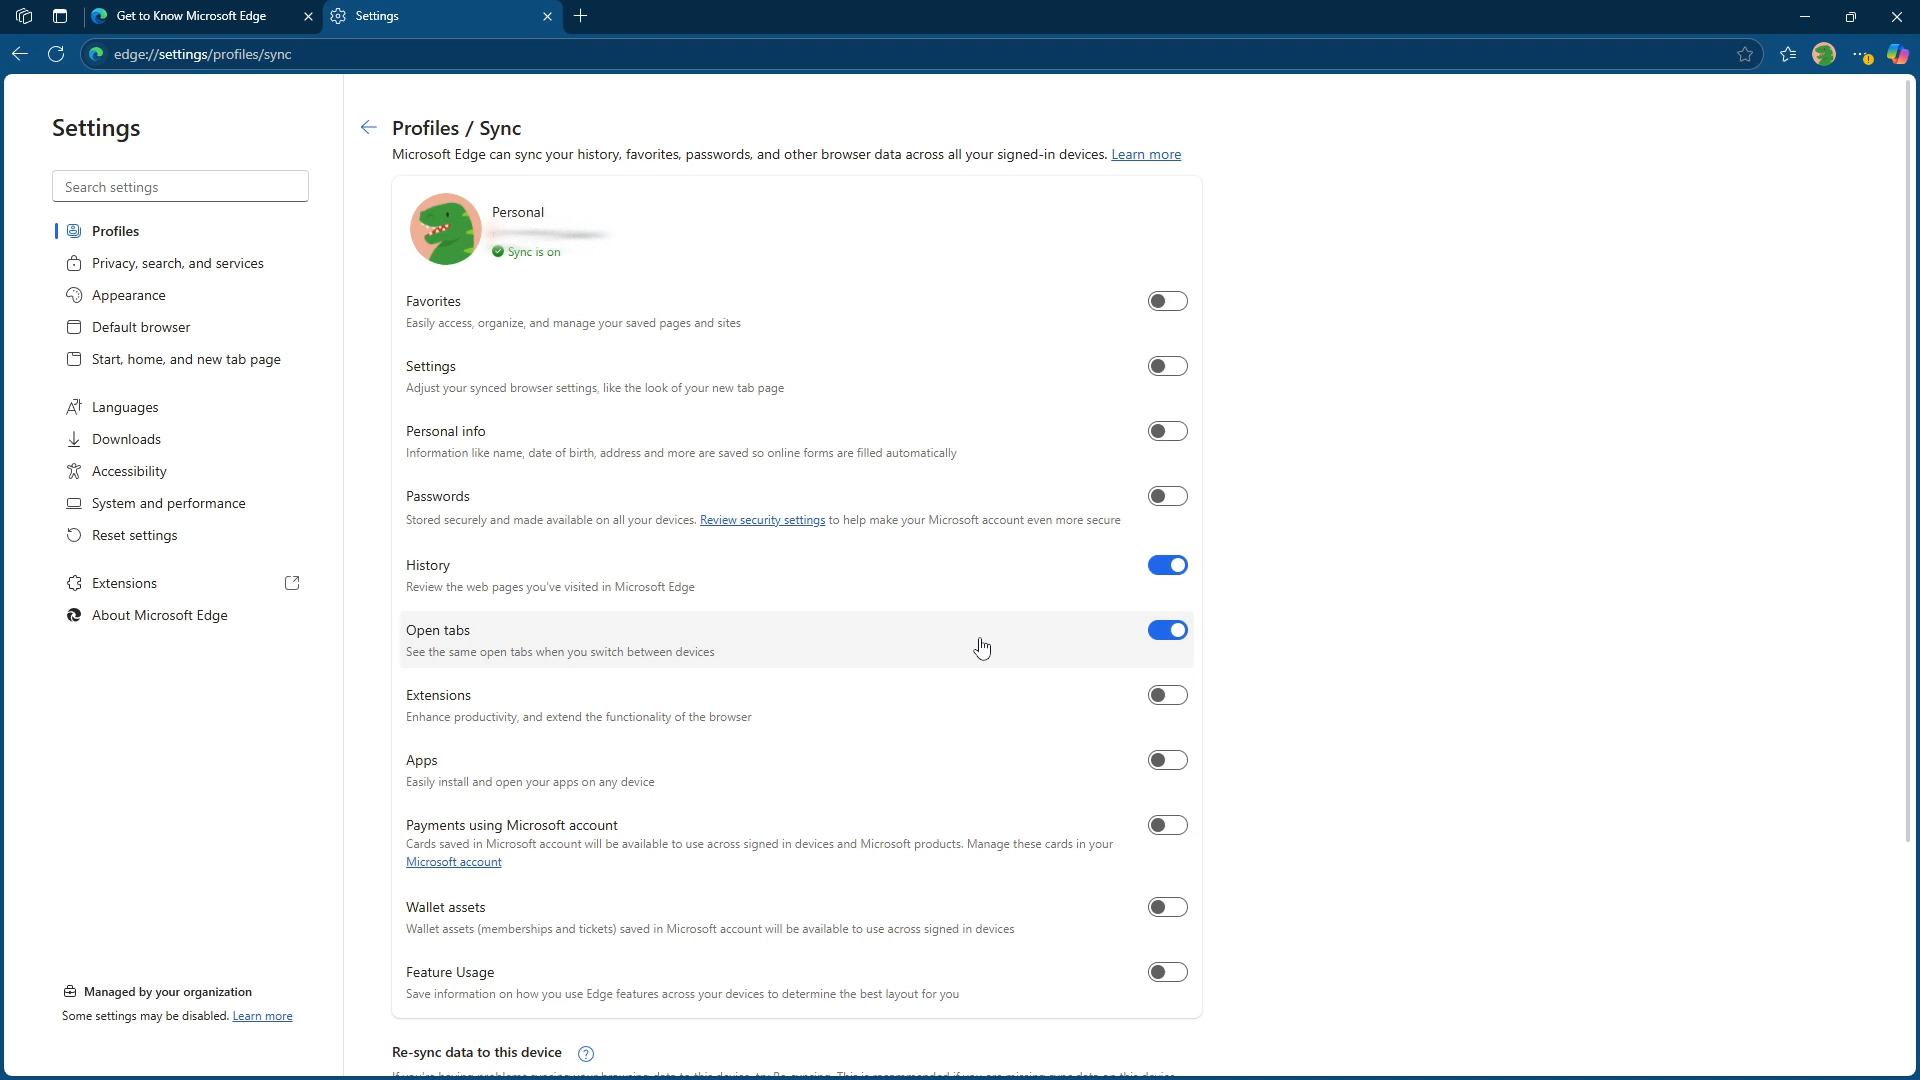 Get to Know Microsoft Edge
Settings
edge://settings/profiles/sync
Settings
Search settings
Profiles
Privacy, search, and services
Appearance
Default browser
Start, home, and new tab page
Languages
Downloads
Accessibility
System and performance
Reset settings
Extensions
About Microsoft Edge
Managed by your organization
Some settings may be disabled. Learn more
Profiles / Sync
Microsoft Edge can sync your history, favorites, passwords, and other browser data across all your signed-in devices. Learn more
Personal
Sync is on
Favorites
Easily access, organize, and manage your saved pages and sites
Settings
Adjust your synced browser settings, like the look of your new tab page
Personal info
Information like name, date of birth, address and more are saved so online forms are filled automatically
Passwords
Stored securely and made available on all your devices. Review security settings to help make your Microsoft account even more secure
History
Review the web pages you've visited in Microsoft Edge
Open tabs
See the same open tabs when you switch between devices
Extensions
Enhance productivity, and extend the functionality of the browser
Apps
Easily install and open your apps on any device
Payments using Microsoft account
Cards saved in Microsoft account will be available to use across signed in devices and Microsoft products. Manage these cards in your
Microsoft account
Wallet assets
Wallet assets (memberships and tickets) saved in Microsoft account will be available to use across signed in devices
Feature Usage
Save information on how you use Edge features across your devices to determine the best layout for you
Re-sync data to this device